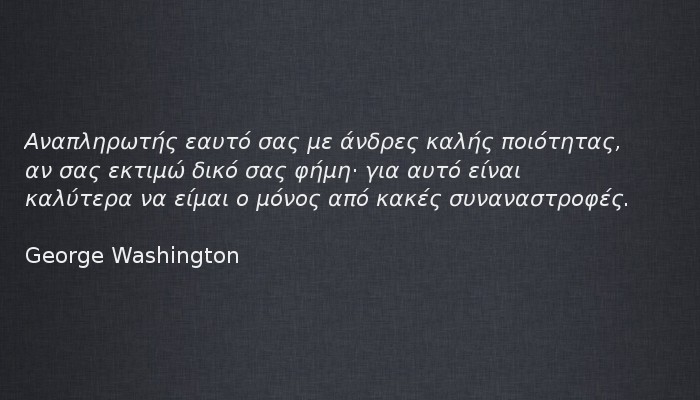 Αναπληρωτής εαυτό σας με άνδρες καλής ποιότητας,
αν σας εκτιμώ δικό σας φήμη· για αυτό είναι
καλύτερα να είμαι ο μόνος από κακές συναναστροφές.
George Washington